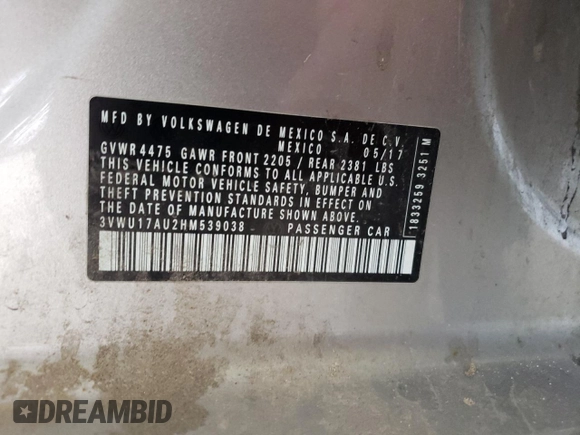 MFD BY VOLKSWAGEN DE MEXICO S.A. DE C.V.
MEXICO 05/17
GVWR 4475 GAWR FRONT 2205 / REAR 2381 LBS
THIS VEHICLE CONFORMS TO ALL APPLICABLE U.S.
FEDERAL MOTOR VEHICLE SAFETY, BUMPER AND
THEFT PREVENTION STANDARDS IN EFFECT ON
THE DATE OF MANUFACTURE SHOWN ABOVE.
3VWU17AU2HM539038 PASSENGER CAR
1833259 3251 M
DREAMBID